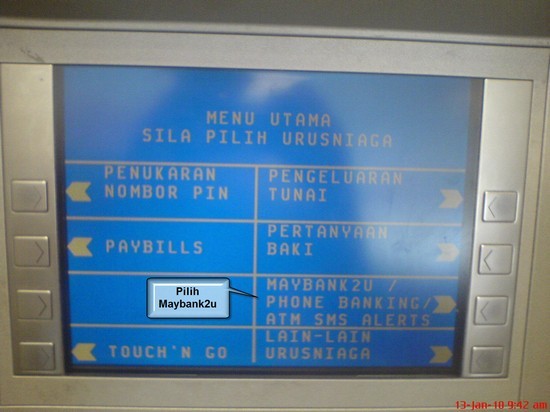 MENU UTAMA
SILA PILIH URUSNIAGA
PENUKARAN
NOMBOR PIN
PENGELUARAN
TUNAI
PAYBILLS
PERTANYAAN
BAKI
Pilih
Maybank2u
MAYBANK2U /
PHONE BANKING/
ATM SMS ALERTS
TOUCH'N GO
LAIN-LAIN
URUSNIAGA
13-Jan-10 9:42 am